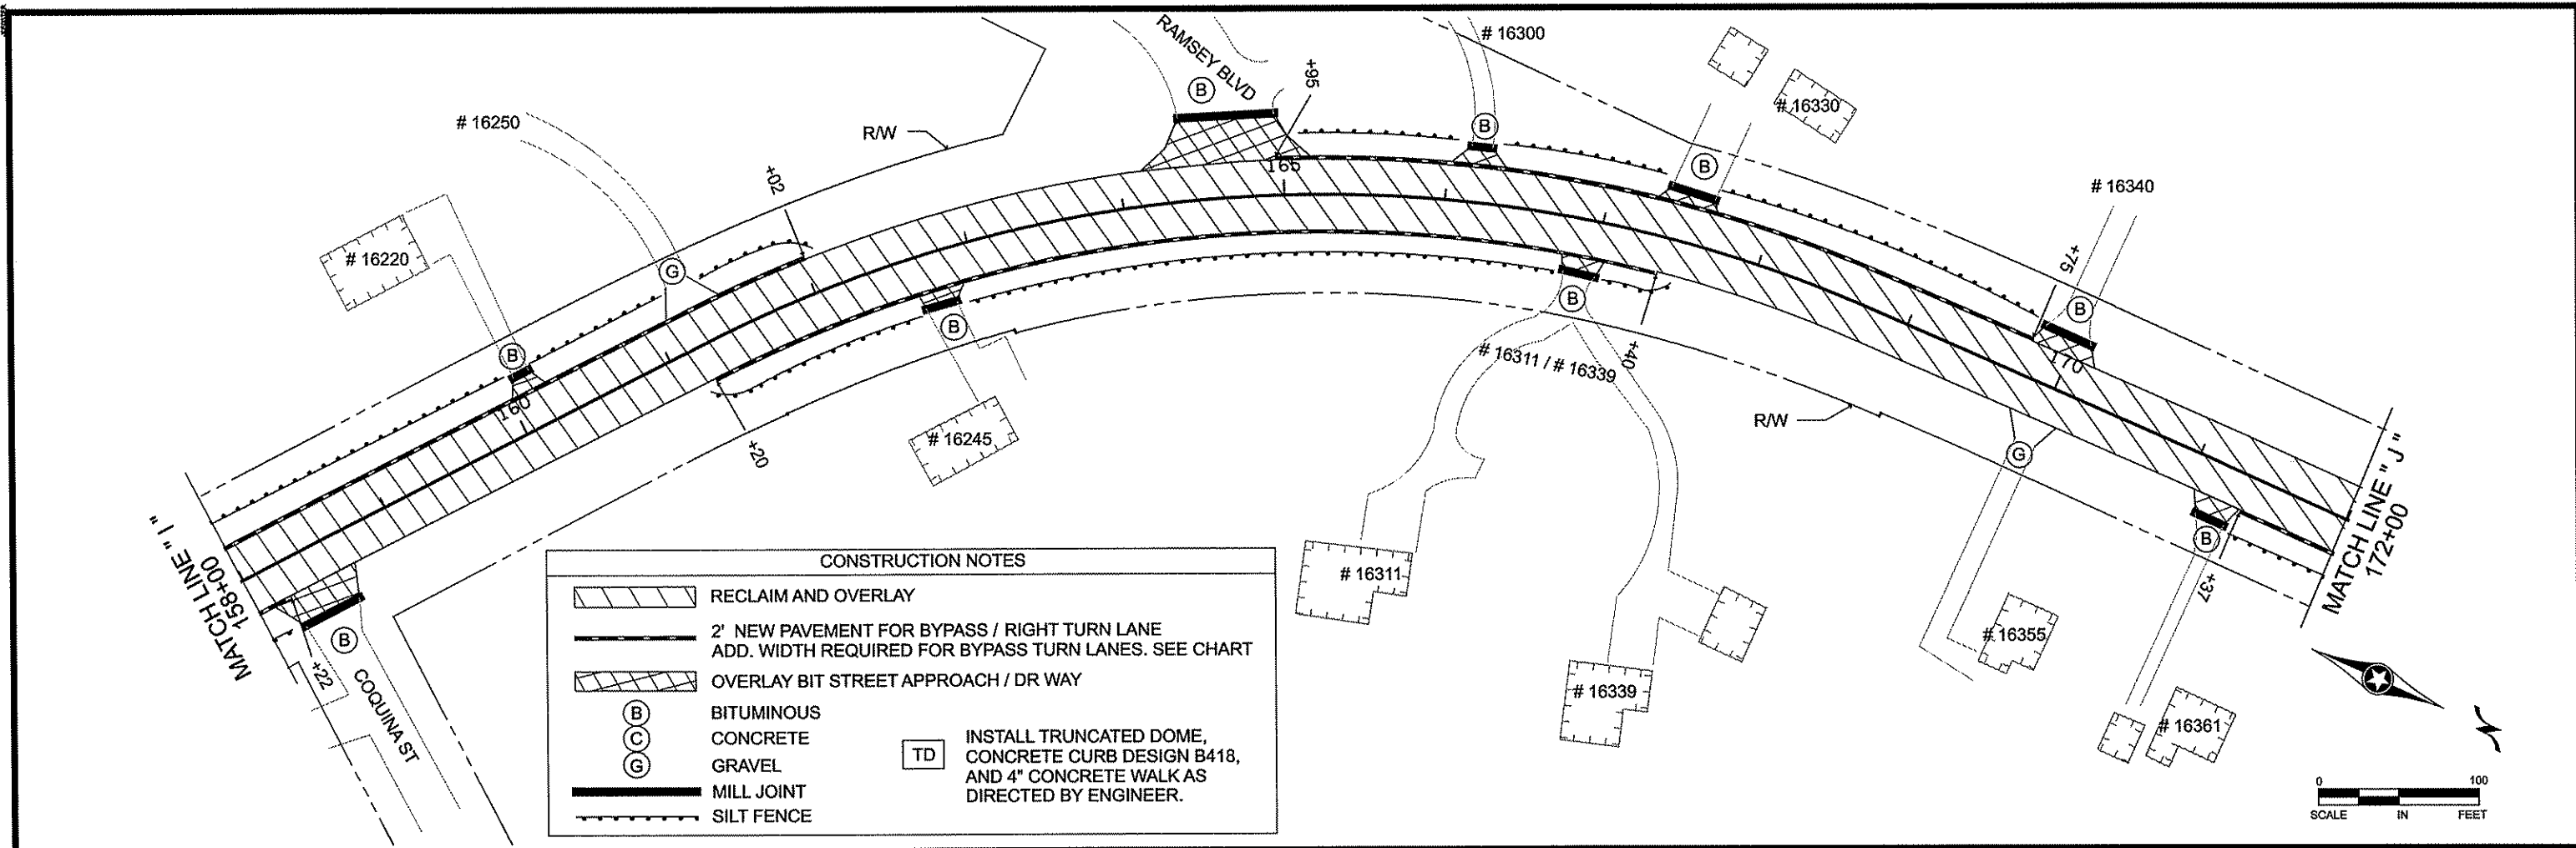 RAMSEY BLVD
# 16300
+95
B
# 16250
R/W
# 16330
B
B
+02
165
# 16340
# 16220
G
+75
B
B
B
# 16311 / # 16339
+40
170
B
160
+20
# 16245
R/W
G
MATCH LINE " I "
158+00
B
+22
COQUINA ST
# 16311
# 16339
B
+37
# 16355
# 16361
MATCH LINE " J "
172+00
CONSTRUCTION NOTES
RECLAIM AND OVERLAY
2' NEW PAVEMENT FOR BYPASS / RIGHT TURN LANE
ADD. WIDTH REQUIRED FOR BYPASS TURN LANES. SEE CHART
OVERLAY BIT STREET APPROACH / DR WAY
B BITUMINOUS
C CONCRETE
G GRAVEL
MILL JOINT
SILT FENCE
TD
INSTALL TRUNCATED DOME,
CONCRETE CURB DESIGN B418,
AND 4" CONCRETE WALK AS
DIRECTED BY ENGINEER.
0 100
SCALE IN FEET